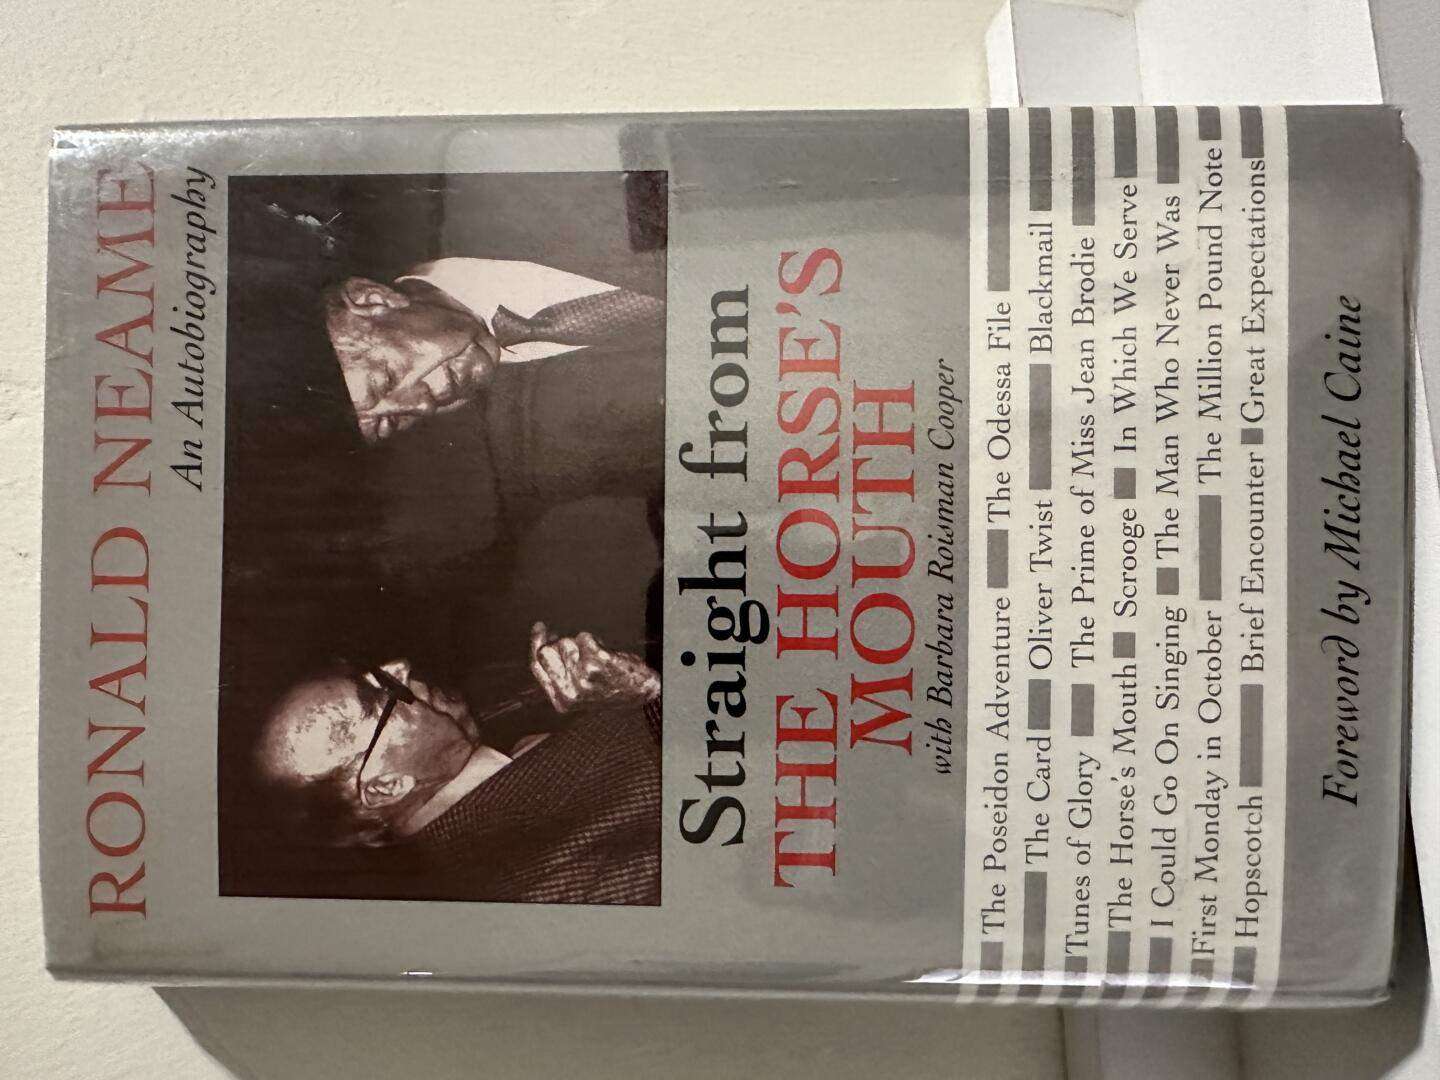 RONALD NEAME
An Autobiography
Straight from
THE HORSE'S
MOUTH
with Barbara Roisman Cooper
The Poseidon Adventure The Odessa File
The Card Oliver Twist Blackmail
Tunes of Glory The Prime of Miss Jean Brodie
The Horse's Mouth Scrooge In Which We Serve
I Could Go On Singing The Man Who Never Was
First Monday in October The Million Pound Note
Hopscotch Brief Encounter Great Expectations
Foreword by Michael Caine